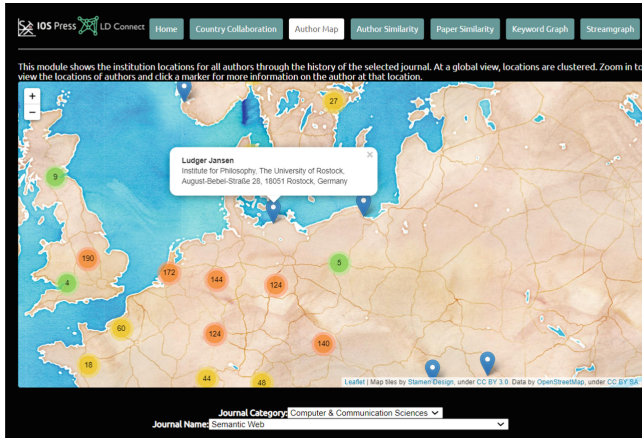 IOS Press LD Connect
Home
Country Collaboration
Author Map
Author Similarity
Paper Similarity
Keyword Graph
Streamgraph
This module shows the institution locations for all authors through the history of the selected journal. At a global view, locations are clustered. Zoom in to
view the locations of authors and click a marker for more information on the author at that location.
+
−
27
Ludger Jansen
×
Institute for Philosophy, The University of Rostock,
August-Bebel-Straße 28, 18051 Rostock, Germany
9
190
172
144
124
5
4
60
124
140
18
44
48
Leaflet | Map tiles by Stamen Design, under CC BY 3.0. Data by OpenStreetMap, under CC BY SA
Journal Category: Computer & Communication Sciences
Journal Name: Semantic Web